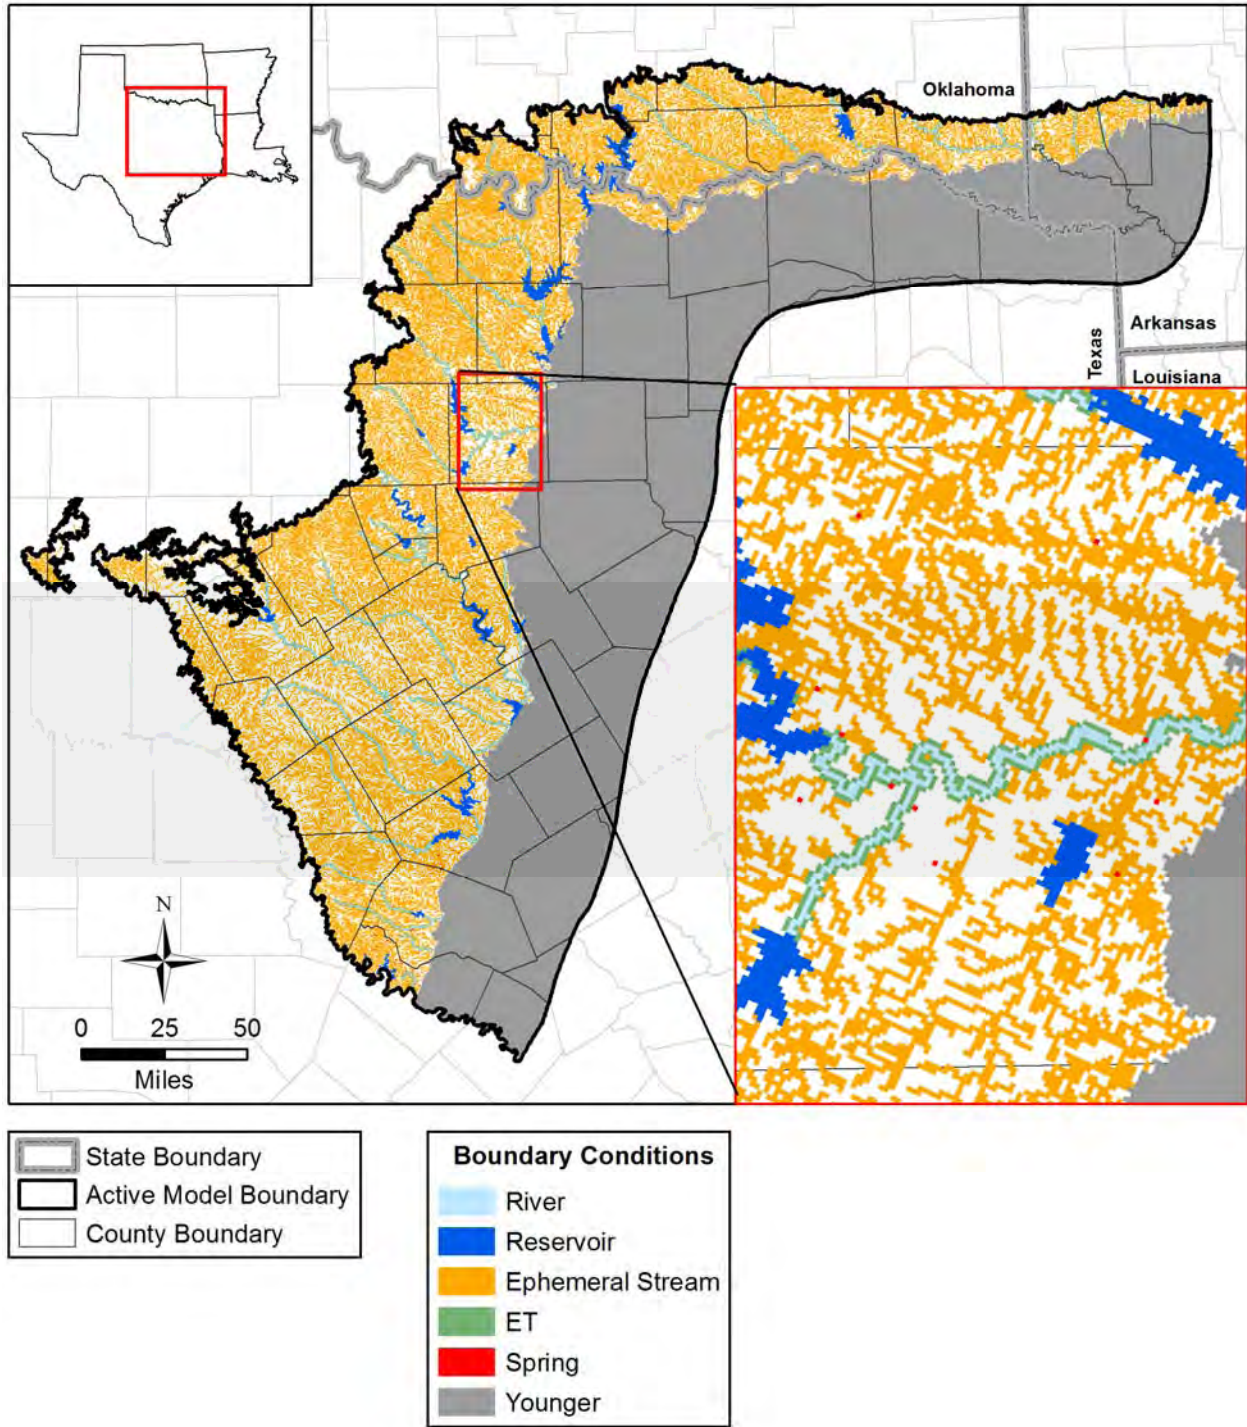 Oklahoma
Texas
Arkansas
Louisiana
N
0 25 50
Miles
State Boundary
Active Model Boundary
County Boundary
Boundary Conditions
River
Reservoir
Ephemeral Stream
ET
Spring
Younger